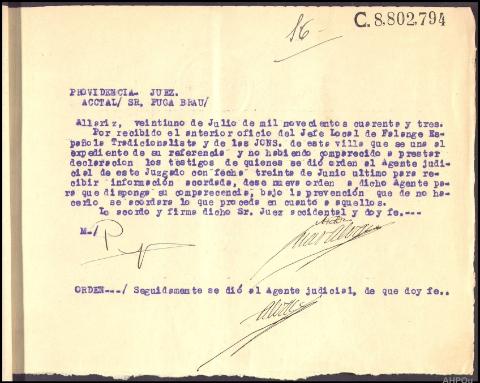 16-
C.8,802,794
PROVIDENCIA- JUEZ.
ACCTAL/ SR, PUGA BRAU/
Allariz, veintiuno de Julio de mil novecientos cuarenta y tres.
Por recibido el anterior oficio del Jefe Local de Falange Es-
pañola Tradicionalista y de las JONS, de esta villa que se una al
expediente de su referencia y no habiendo comparecido a prestar
declaracion los testigos de quienes se dió orden al Agente judi-
cial de este Juzgado con fecha treinta de Junio ultimo para re-
cibir informacion acordada, dese nueva orden a dicho Agente pa-
ra que disponga su comparecencia, bajo la prevención que de no ha-
cerlo se acordara lo que proceda en cuanto a aquellos.
Lo acordo y firma dicho Sr. Juez accidental y doy fe.---
M-/
ORDEN---/ Seguidamente se dió al Agente judicial, de que doy fe..
AHPOu